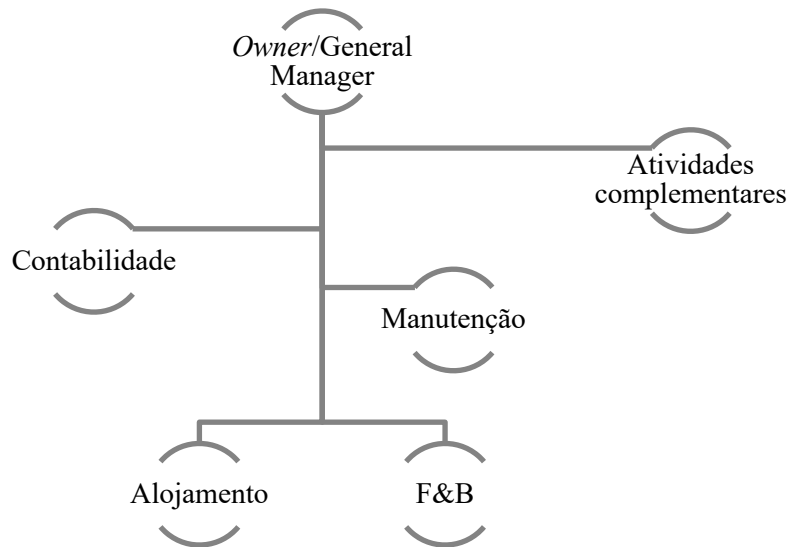 Owner/General
Manager
Atividades
complementares
Contabilidade
Manutenção
Alojamento
F&B